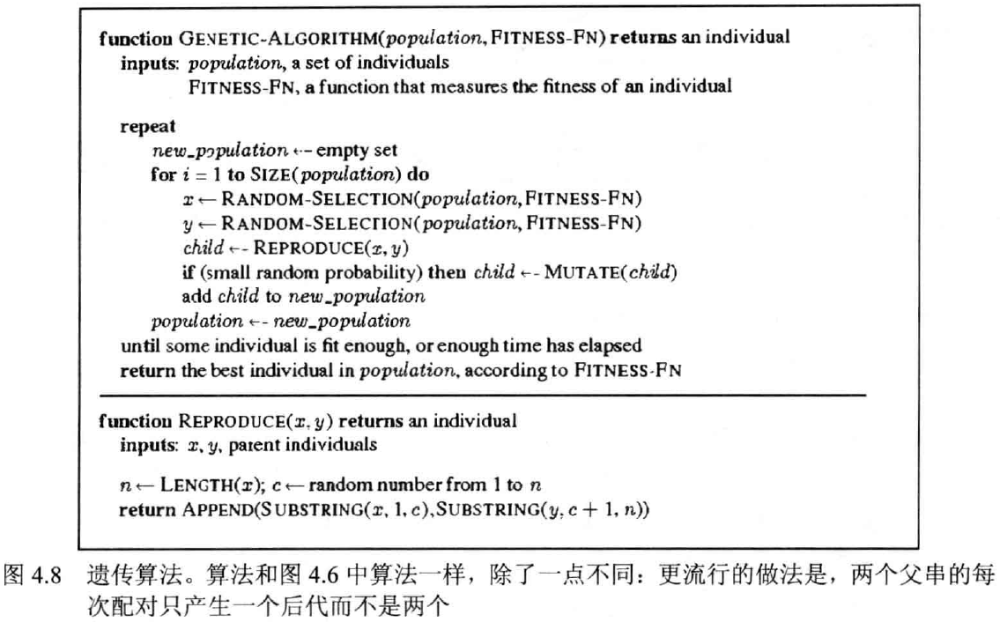 function GENETIC-ALGORITHM(population, FITNESS-FN) returns an individual
inputs: population, a set of individuals
FITNESS-FN, a function that measures the fitness of an individual
repeat
new_population ← empty set
for i = 1 to SIZE(population) do
x ← RANDOM-SELECTION(population, FITNESS-FN)
y ← RANDOM-SELECTION(population, FITNESS-FN)
child ← REPRODUCE(x, y)
if (small random probability) then child ← MUTATE(child)
add child to new_population
population ← new_population
until some individual is fit enough, or enough time has elapsed
return the best individual in population, according to FITNESS-FN
function REPRODUCE(x, y) returns an individual
inputs: x, y, parent individuals
n ← LENGTH(x); c ← random number from 1 to n
return APPEND(SUBSTRING(x, 1, c), SUBSTRING(y, c + 1, n))
图 4.8 遗传算法。算法和图 4.6 中算法一样，除了一点不同：更流行的做法是，两个父串的每
次配对只产生一个后代而不是两个